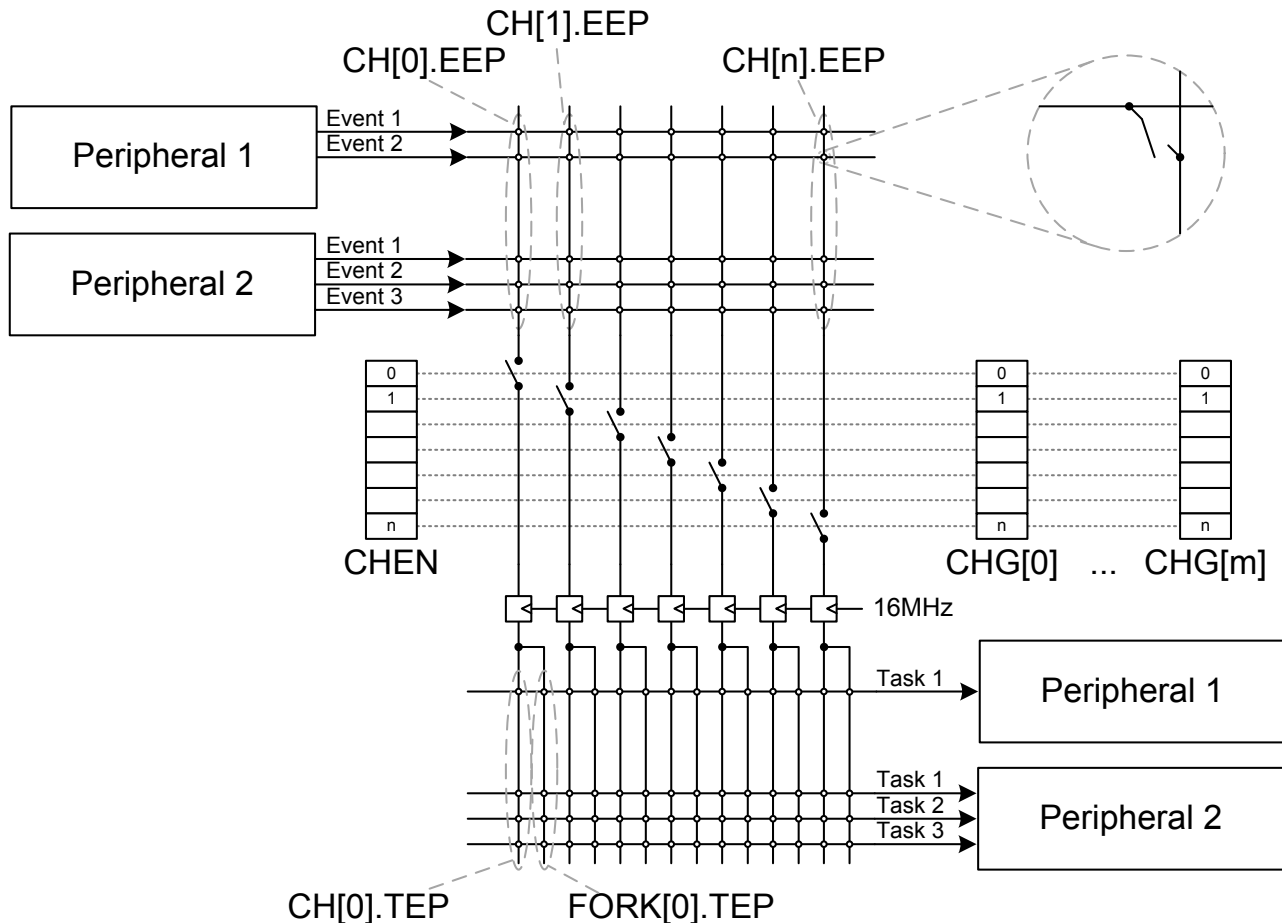 CH[1].EEP
CH[0].EEP
CH[n].EEP
Peripheral 1
Event 1
Event 2
Peripheral 2
Event 1
Event 2
Event 3
0
1
n
CHEN
0
1
n
CHG[0]
...
0
1
n
CHG[m]
16MHz
Task 1
Peripheral 1
Task 1
Task 2
Task 3
Peripheral 2
CH[0].TEP
FORK[0].TEP